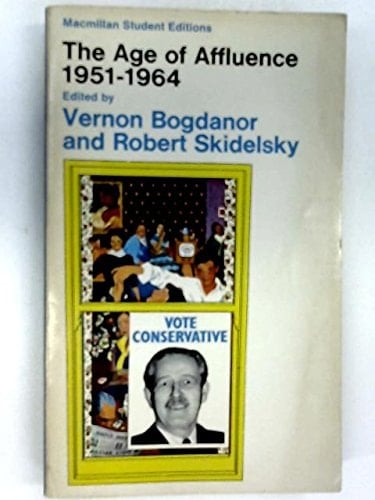 Macmillan Student Editions
The Age of Affluence
1951-1964
Edited by
Vernon Bogdanor
and Robert Skidelsky
VOTE
CONSERVATIVE